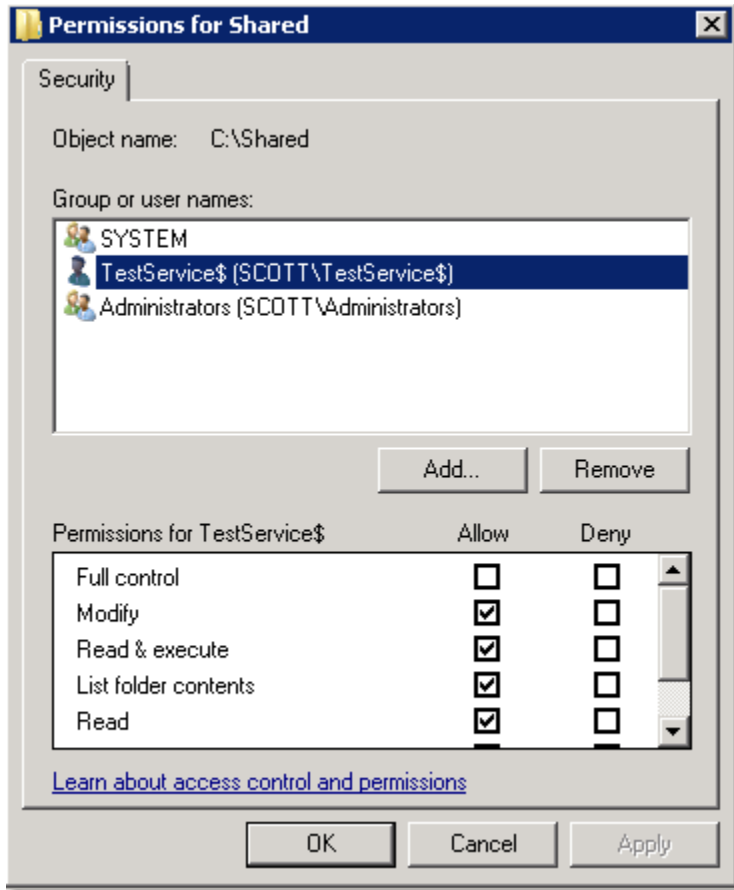 Permissions for Shared
Security
Object name: C:\Shared
Group or user names:
SYSTEM
TestService$ (SCOTT\TestService$)
Administrators (SCOTT\Administrators)
Add... Remove
Permissions for TestService$ Allow Deny
Full control
Modify
Read & execute
List folder contents
Read
Learn about access control and permissions
OK Cancel Apply